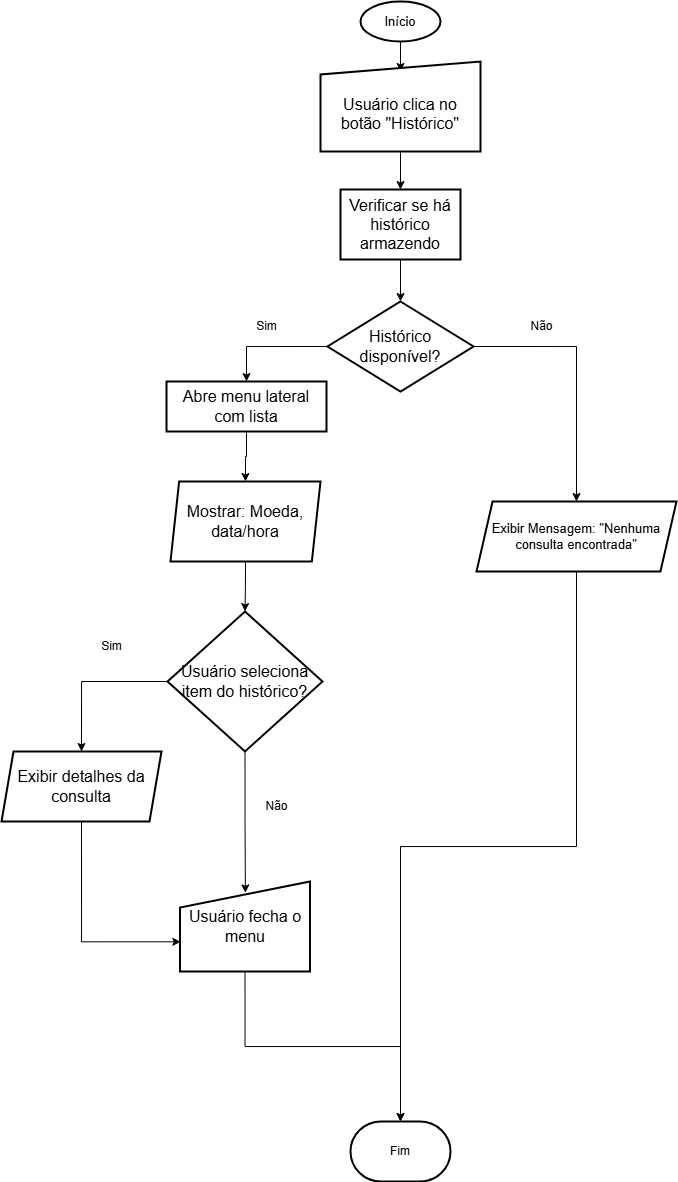 Início
Usuário clica no
botão "Histórico"
Verificar se há
histórico
armazendo
Sim
Não
Histórico
disponível?
Abre menu lateral
com lista
Mostrar: Moeda,
data/hora
Exibir Mensagem: "Nenhuma
consulta encontrada"
Sim
Usuário seleciona
item do histórico?
Exibir detalhes da
consulta
Não
Usuário fecha o
menu
Fim